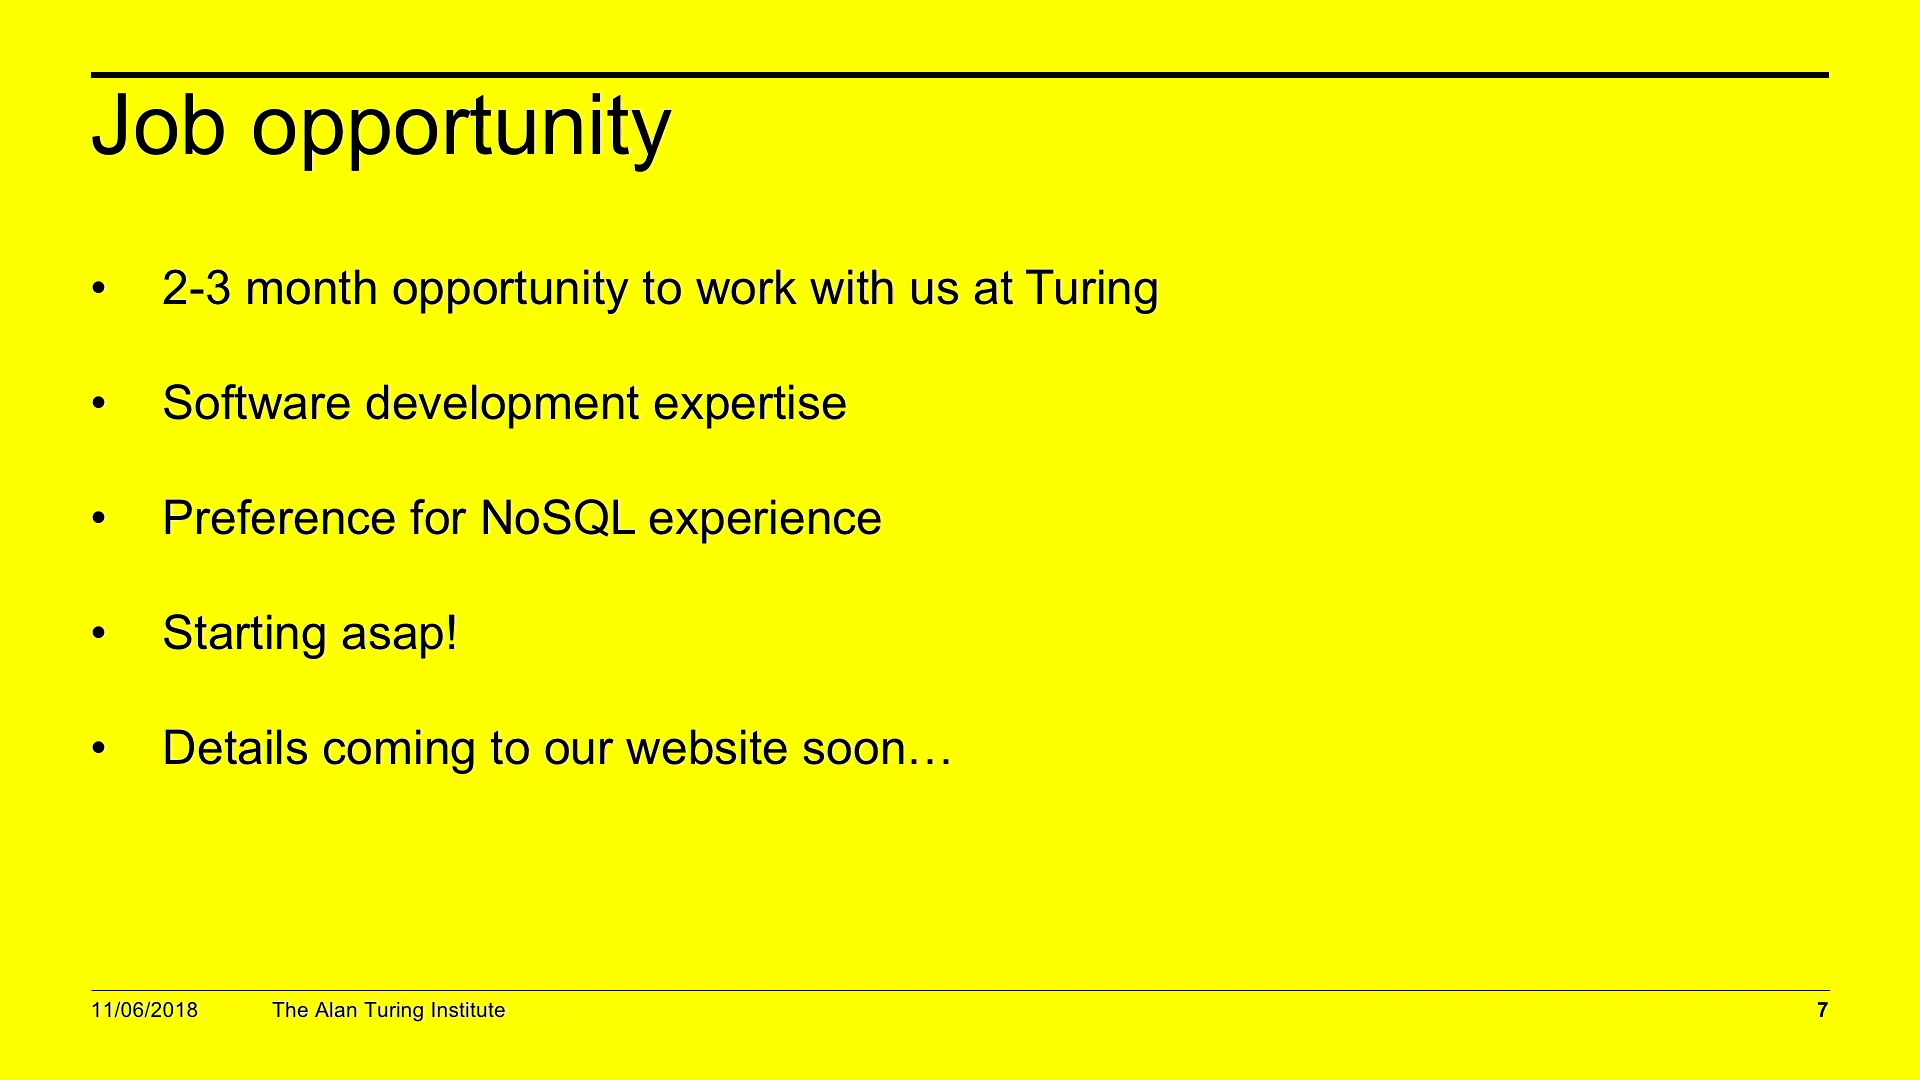 Job opportunity
• 2-3 month opportunity to work with us at Turing
• Software development expertise
• Preference for NoSQL experience
• Starting asap!
• Details coming to our website soon…
11/06/2018 The Alan Turing Institute 7